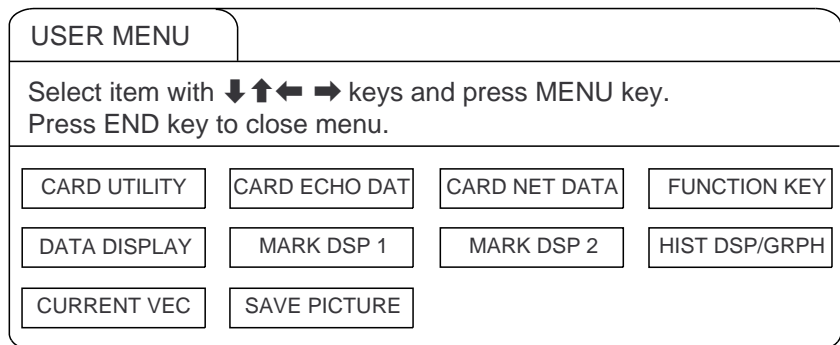 USER MENU
Select item with ⬇⬆⬅ ➡ keys and press MENU key.
Press END key to close menu.
CARD UTILITY CARD ECHO DAT CARD NET DATA FUNCTION KEY
DATA DISPLAY MARK DSP 1 MARK DSP 2 HIST DSP/GRPH
CURRENT VEC SAVE PICTURE